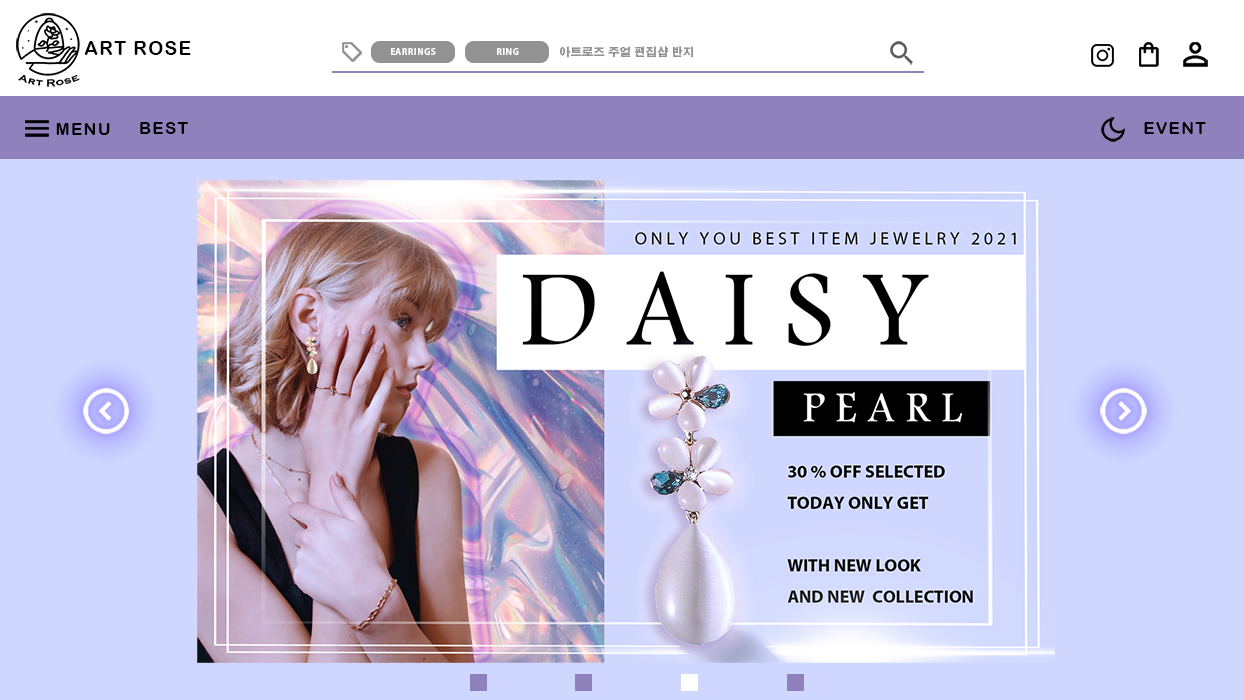 ART ROSE
ART ROSE
EARRINGS
RING
아트로즈 주얼 편집샵 반지
MENU
BEST
EVENT
ONLY YOU BEST ITEM JEWELRY 2021
DAISY
PEARL
30 % OFF SELECTED
TODAY ONLY GET
WITH NEW LOOK
AND NEW COLLECTION